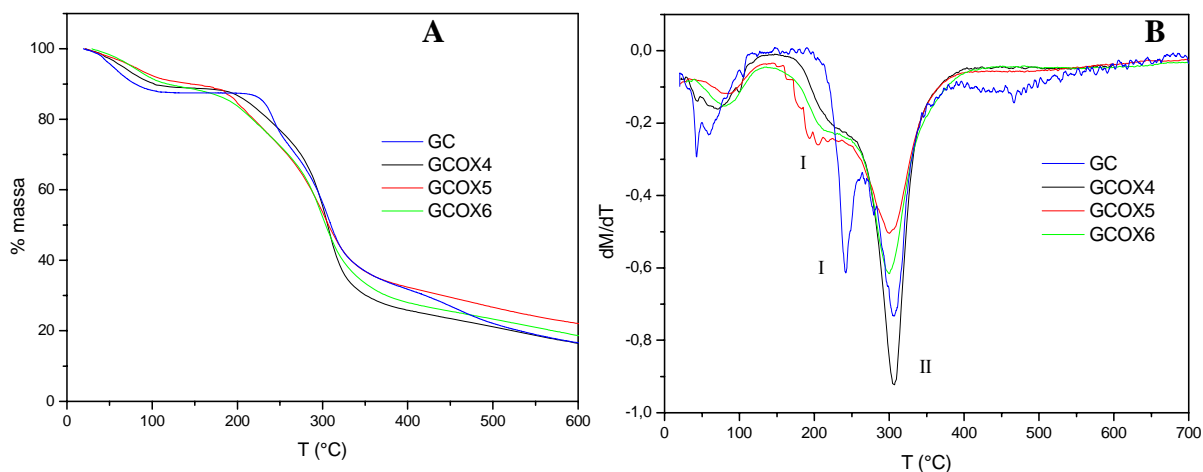 A
% massa
100
80
60
40
20
0
GC
GCOX4
GCOX5
GCOX6
0 100 200 300 400 500 600
T (°C)
B
dM/dT
0,0
-0,2
-0,4
-0,6
-0,8
-1,0
I
I
II
GC
GCOX4
GCOX5
GCOX6
0 100 200 300 400 500 600 700
T (°C)